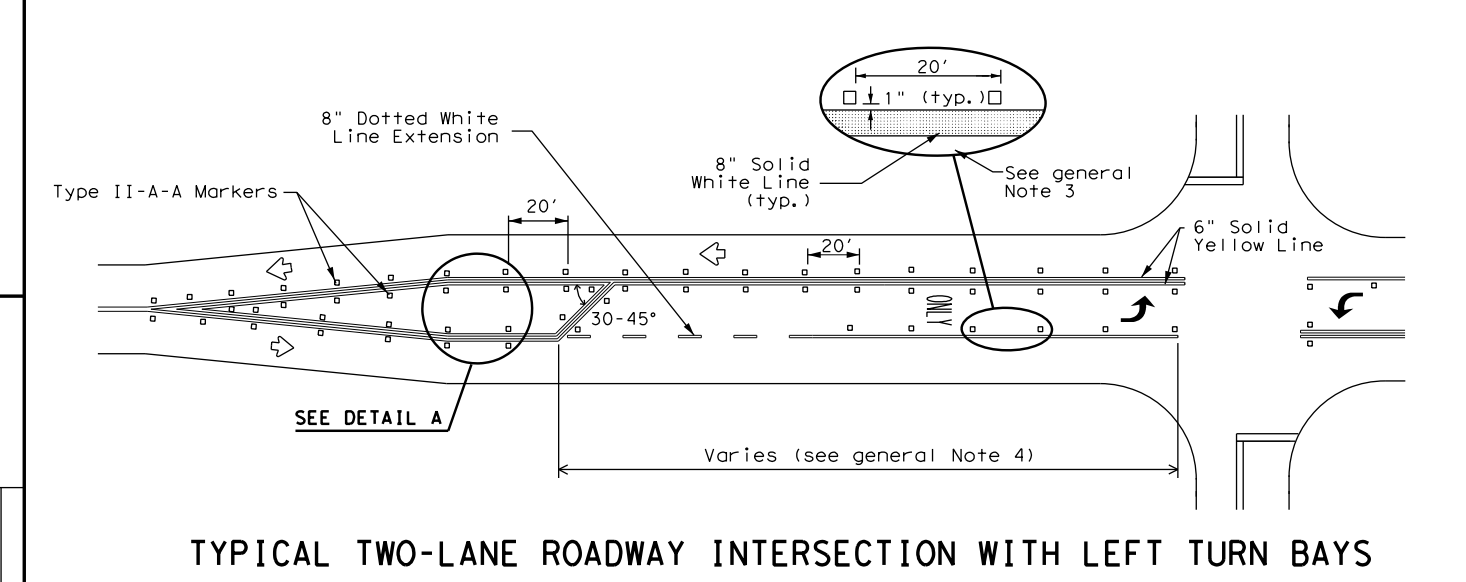 20'
1" (typ.)
8" Dotted White
Line Extension
8" Solid
White Line
(typ.)
See general
Note 3
Type II-A-A Markers
20'
6" Solid
Yellow Line
20'
ONLY
30-45°
SEE DETAIL A
Varies (see general Note 4)
TYPICAL TWO-LANE ROADWAY INTERSECTION WITH LEFT TURN BAYS